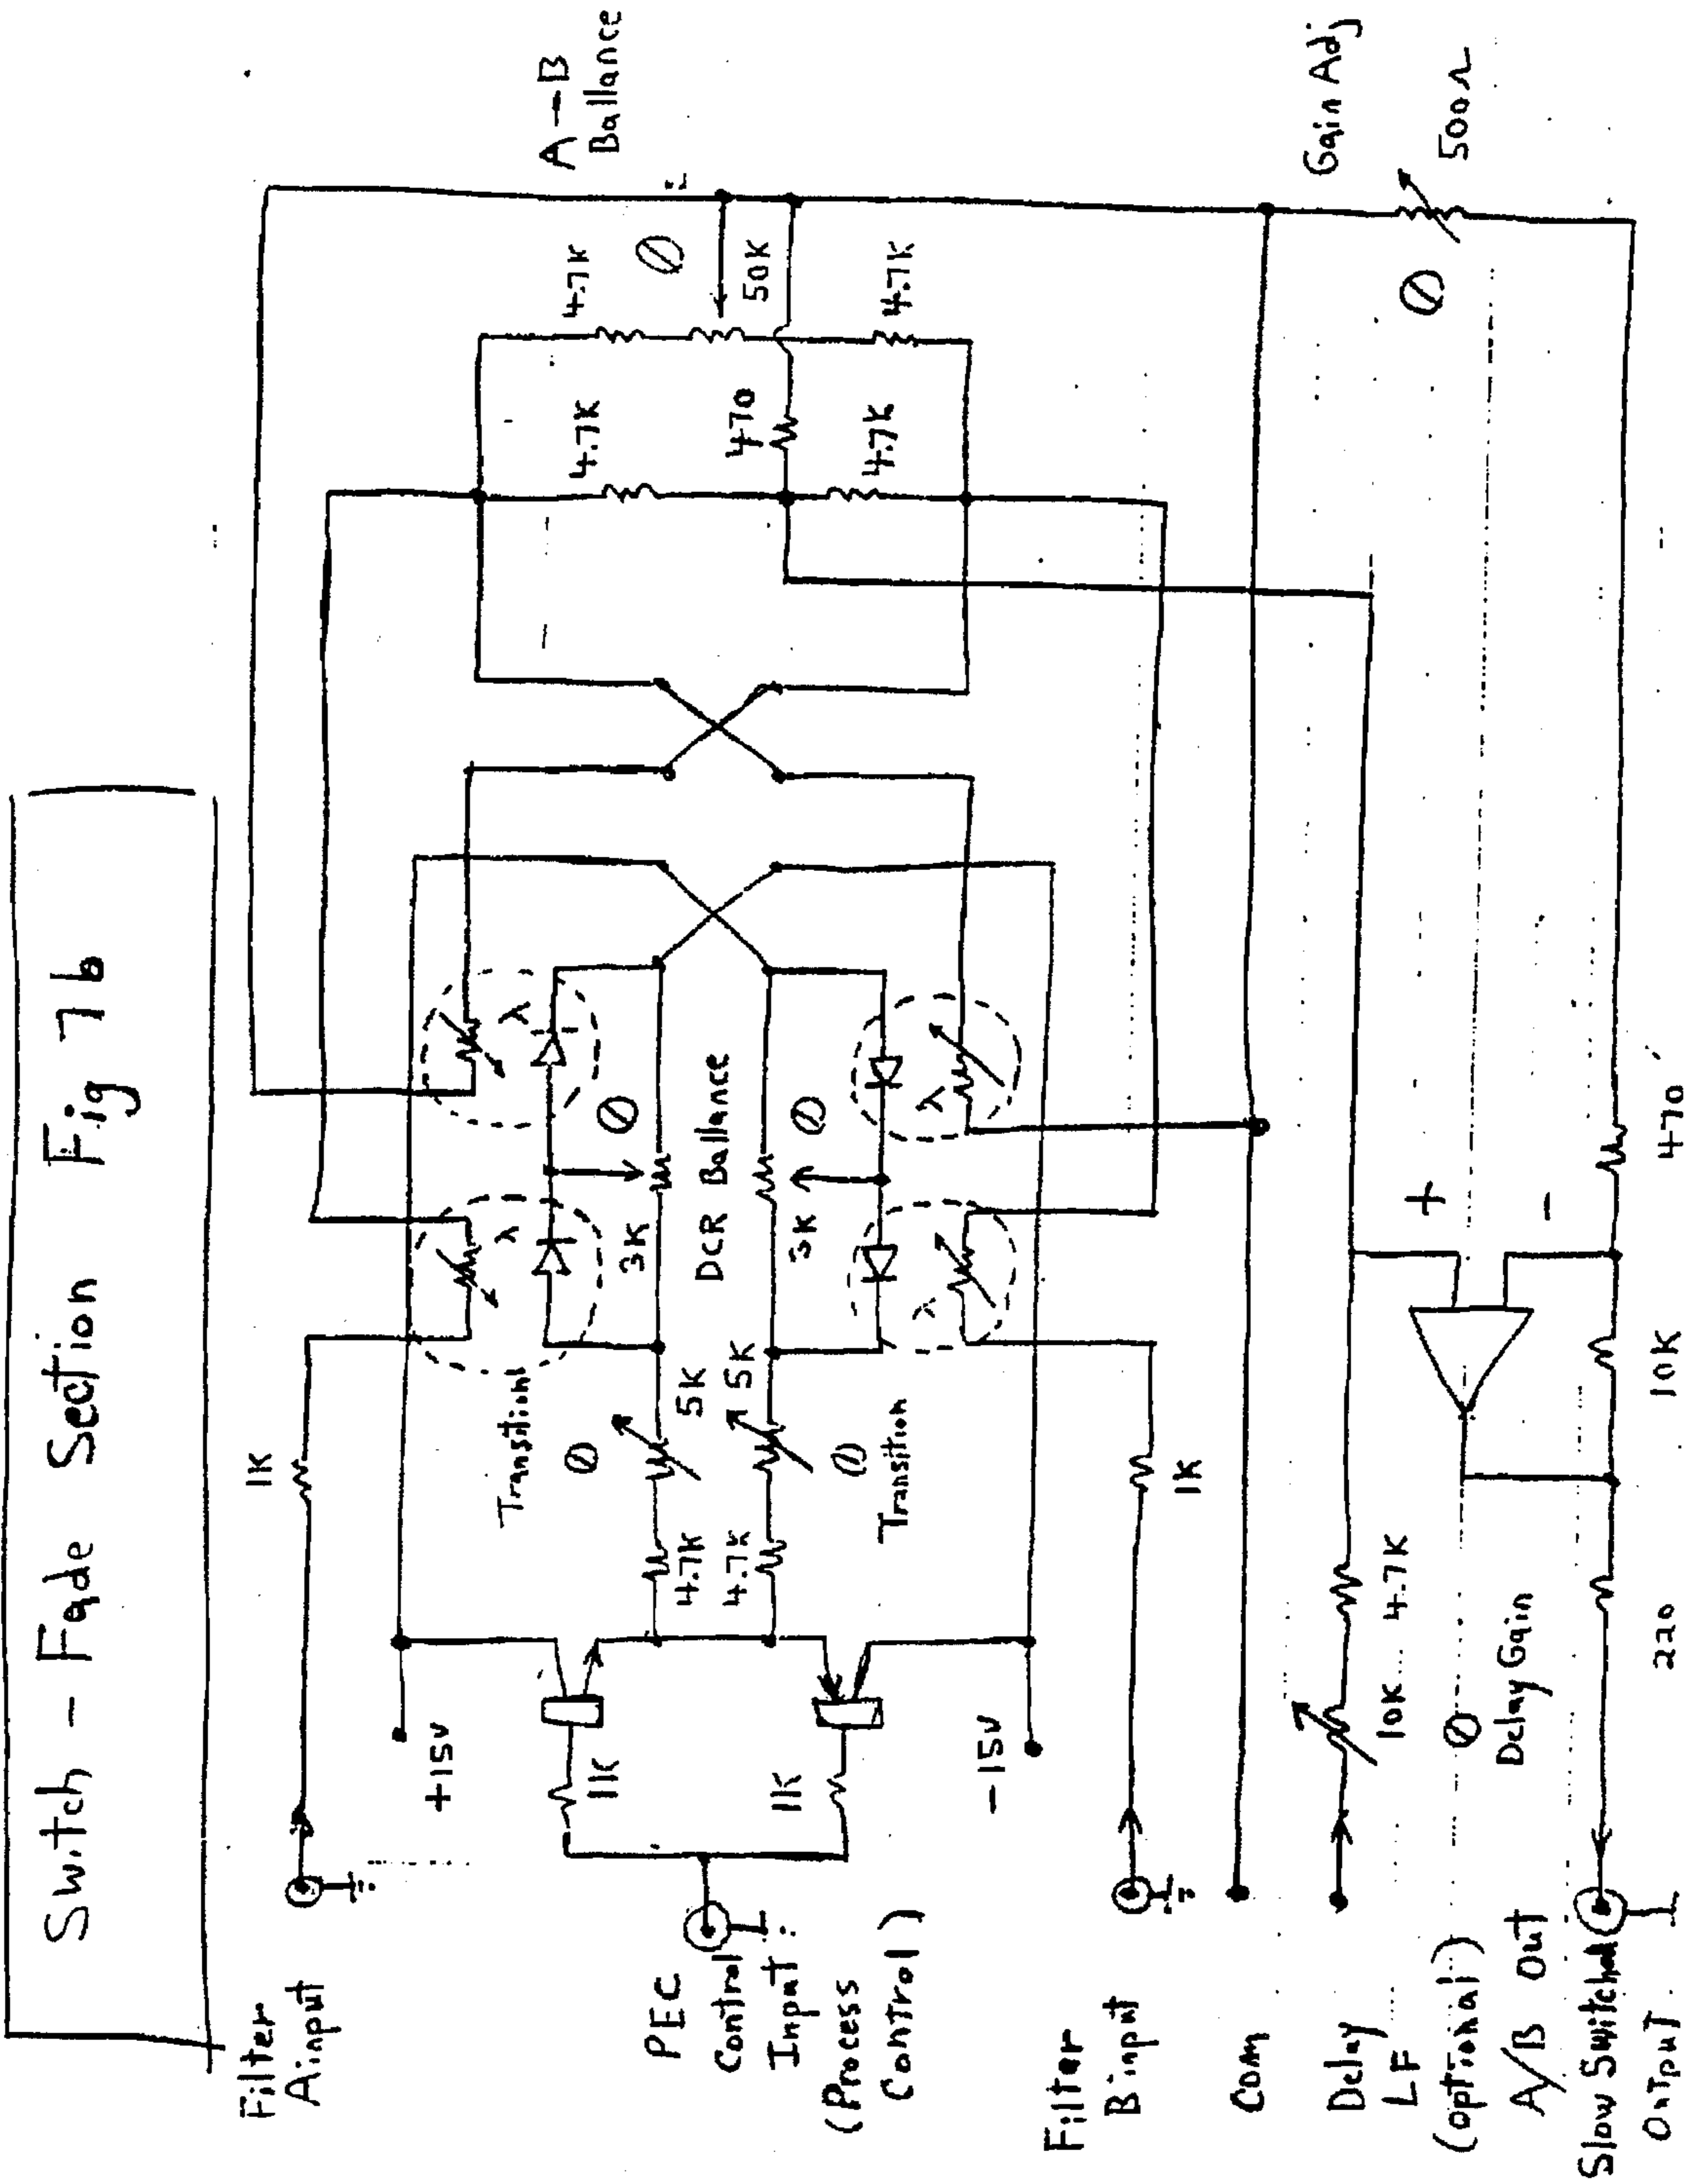 Switch - Fade Section Fig 7b
Filter
A input
1K
+15V
1K
1K
-15V
PEC
Control
Input
(Process
Control)
Transition
4.7K
5K
3K
DCR Ballance
4.7K
5K
3K
Transition
4.7K
4.7K
50K
470
4.7K
4.7K
A-B
Ballance
Filter
B input
1K
Com
Delay
LF
(optional)
10K
4.7K
Delay Gain
+
-
A/B Out
Slow Switched
Output
220
10K
470
Gain Adj
500Ω
λ
λ
λ
λ